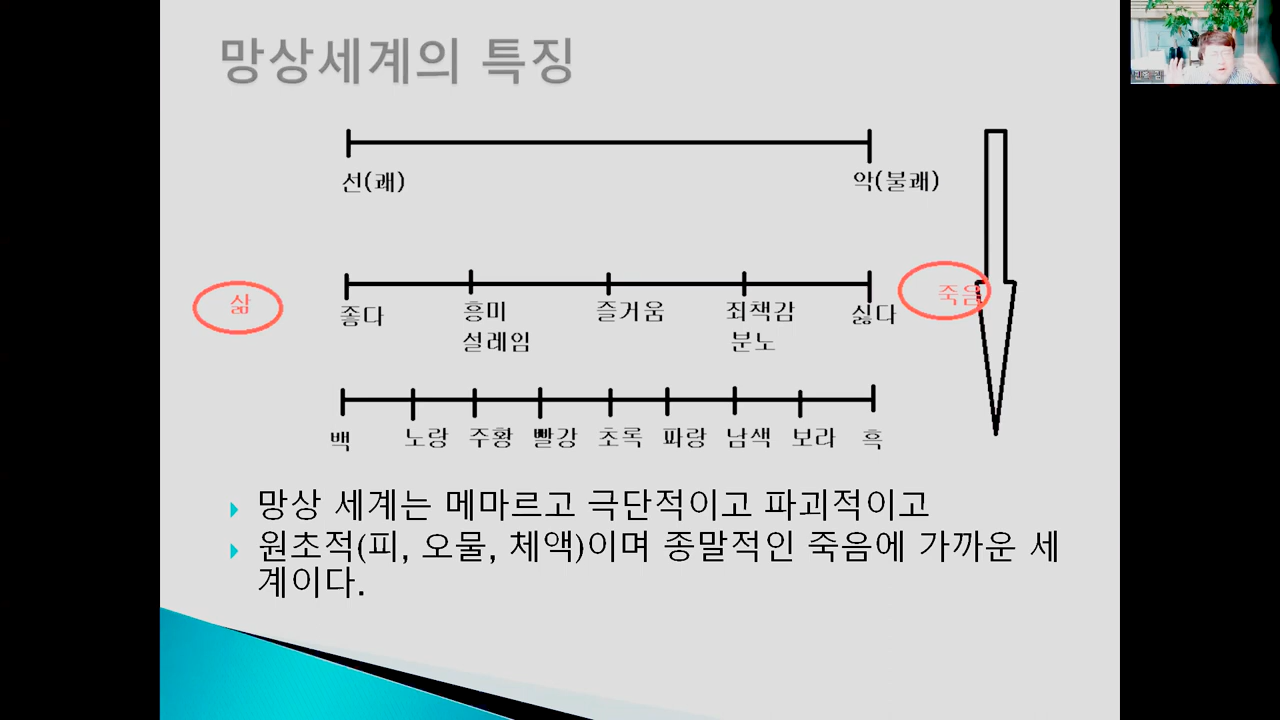 망상세계의 특징
선(쾌) 악(불쾌)
삶 죽음
좋다 흥미 즐거움 죄책감 싫다
설레임 분노
백 노랑 주황 빨강 초록 파랑 남색 보라 흑
망상 세계는 메마르고 극단적이고 파괴적이고
원초적(피, 오물, 체액)이며 종말적인 죽음에 가까운 세
계이다.